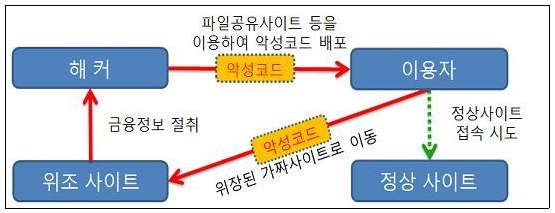 파일공유사이트 등을
이용하여 악성코드 배포
해 커
악성코드
이용자
금융정보 절취
악성코드
위장된 가짜사이트로 이동
정상사이트
접속 시도
위조 사이트
정상 사이트